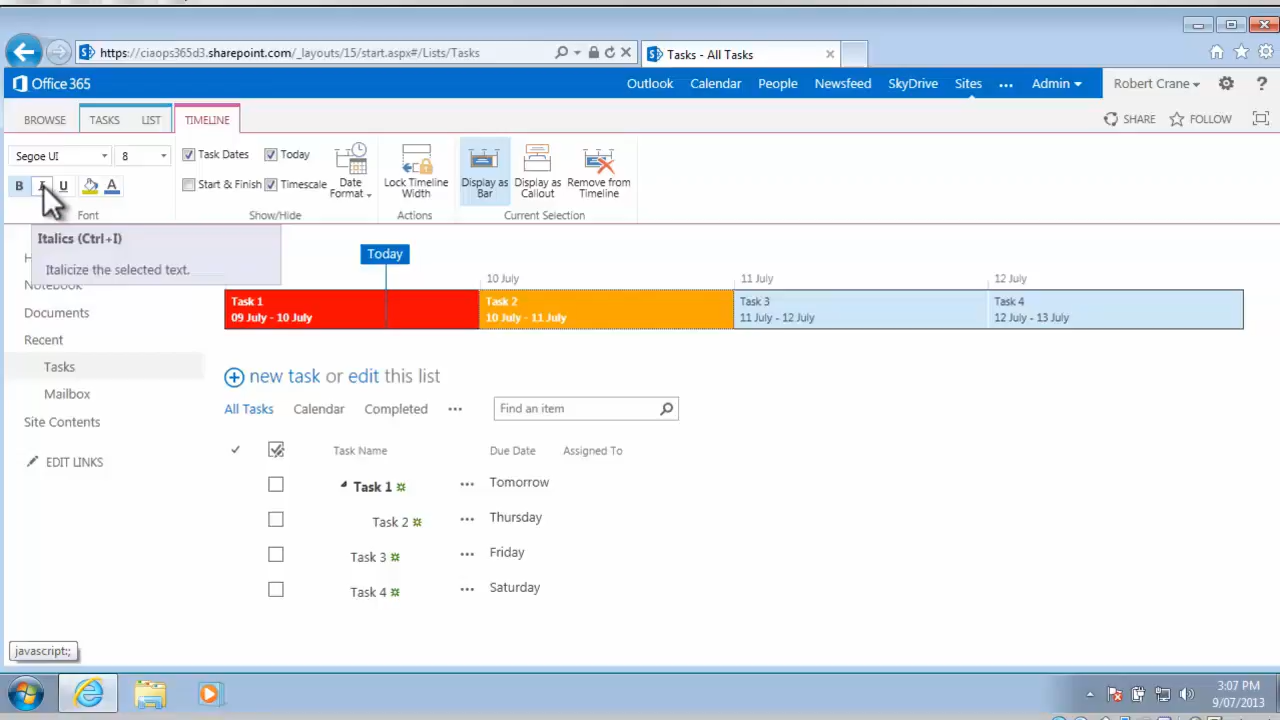 https://ciaops365d3.sharepoint.com/_layouts/15/start.aspx#/Lists/Tasks
Tasks - All Tasks
Office 365
Outlook Calendar People Newsfeed SkyDrive Sites ... Admin
Robert Crane ?
BROWSE TASKS LIST TIMELINE
SHARE FOLLOW
Segoe UI 8
Task Dates Today
Start & Finish Timescale
Date Format
Lock Timeline Width
Display as Bar
Display as Callout
Remove from Timeline
B I U A
Font Show/Hide Actions Current Selection
Italics (Ctrl+I)
Italicize the selected text.
Notebook
Documents
Recent
Tasks
Mailbox
Site Contents
EDIT LINKS
Today
10 July 11 July 12 July
Task 1 Task 2 Task 3 Task 4
09 July - 10 July 10 July - 11 July 11 July - 12 July 12 July - 13 July
new task or edit this list
All Tasks Calendar Completed ... Find an item
Task Name Due Date Assigned To
Task 1 ... Tomorrow
Task 2 ... Thursday
Task 3 ... Friday
Task 4 ... Saturday
javascript:;
3:07 PM
9/07/2013